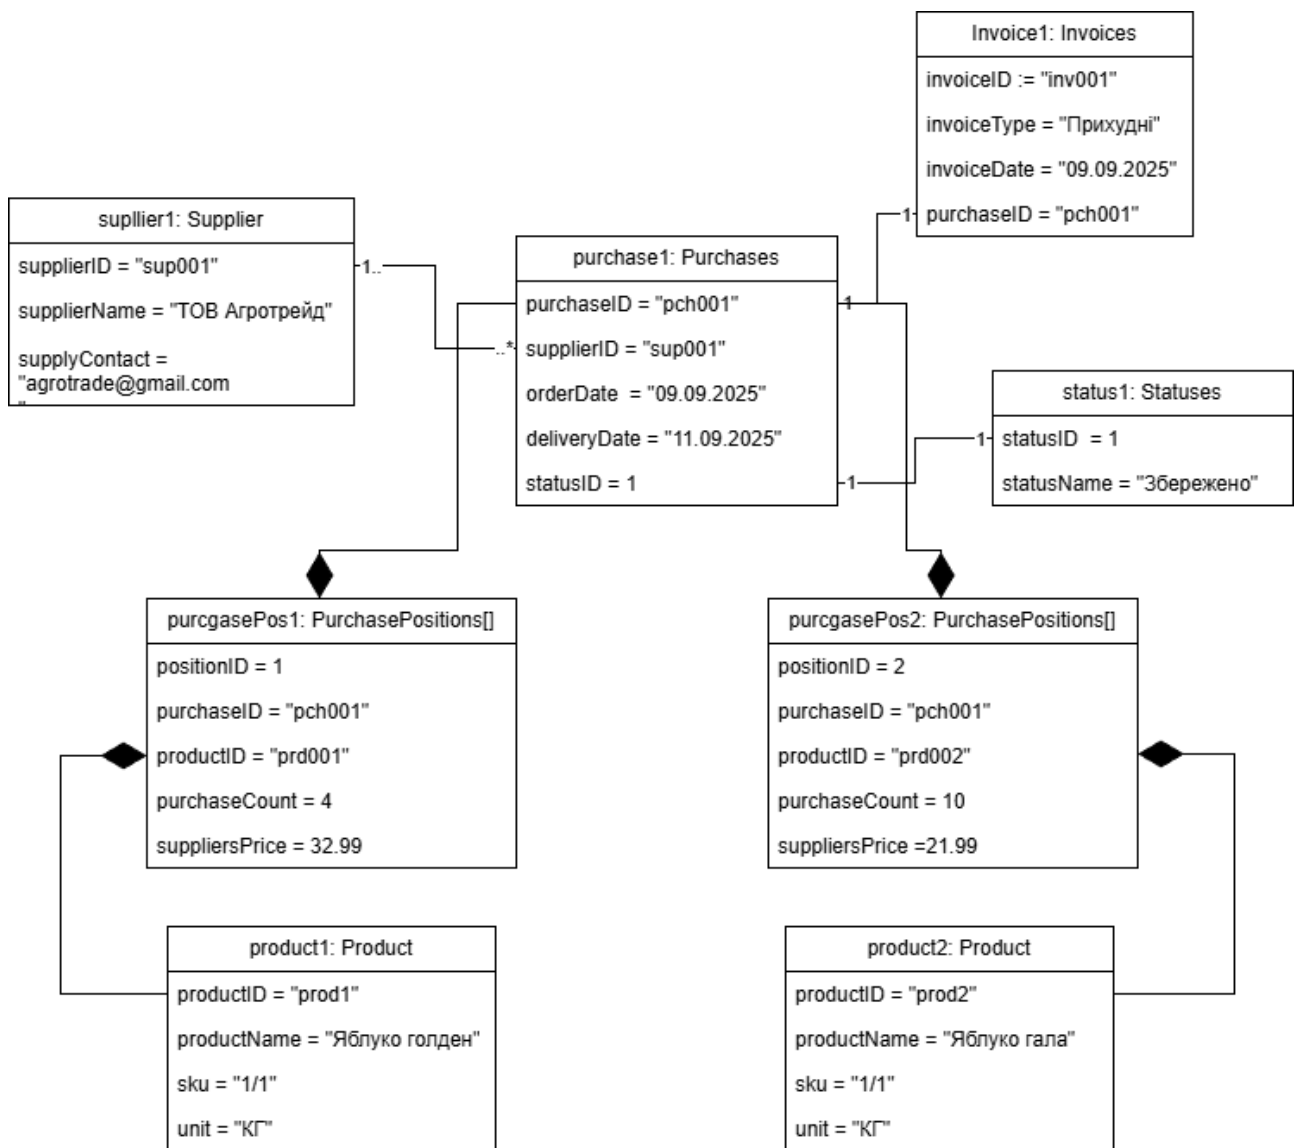 Invoice1: Invoices
invoiceID := "inv001"
invoiceType = "Прихудні"
invoiceDate = "09.09.2025"
purchaseID = "pch001"
1
supllier1: Supplier
supplierID = "sup001"
supplierName = "ТОВ Агротрейд"
supplyContact =
"agrotrade@gmail.com
"
1..
..*
purchase1: Purchases
purchaseID = "pch001"
supplierID = "sup001"
orderDate  = "09.09.2025"
deliveryDate = "11.09.2025"
statusID = 1
1
1
status1: Statuses
statusID  = 1
statusName = "Збережено"
1
purcgasePos1: PurchasePositions[]
positionID = 1
purchaseID = "pch001"
productID = "prd001"
purchaseCount = 4
suppliersPrice = 32.99
purcgasePos2: PurchasePositions[]
positionID = 2
purchaseID = "pch001"
productID = "prd002"
purchaseCount = 10
suppliersPrice =21.99
product1: Product
productID = "prod1"
productName = "Яблуко голден"
sku = "1/1"
unit = "КГ"
product2: Product
productID = "prod2"
productName = "Яблуко гала"
sku = "1/1"
unit = "КГ"